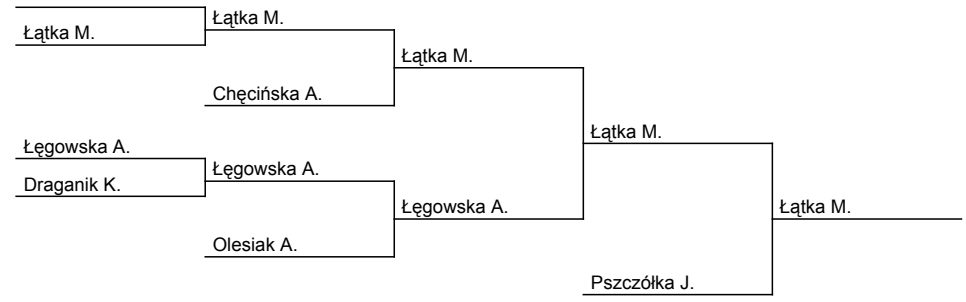 Łątka M.
Łątka M.
Łątka M.
Chęcińska A.
Łątka M.
Łęgowska A.
Łęgowska A.
Draganik K.
Łęgowska A.
Łątka M.
Olesiak A.
Pszczółka J.